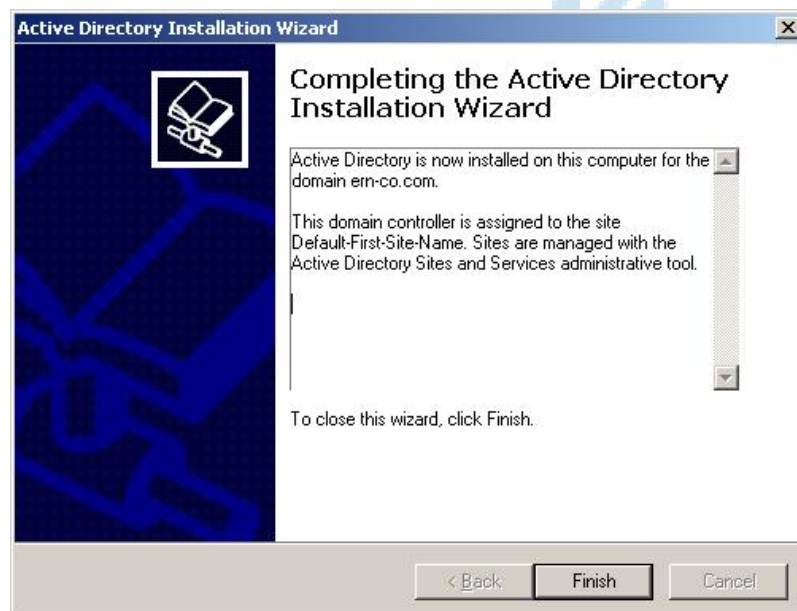 Active Directory Installation Wizard
Completing the Active Directory
Installation Wizard
Active Directory is now installed on this computer for the
domain ern-co.com.
This domain controller is assigned to the site
Default-First-Site-Name. Sites are managed with the
Active Directory Sites and Services administrative tool.
To close this wizard, click Finish.
< Back
Finish
Cancel